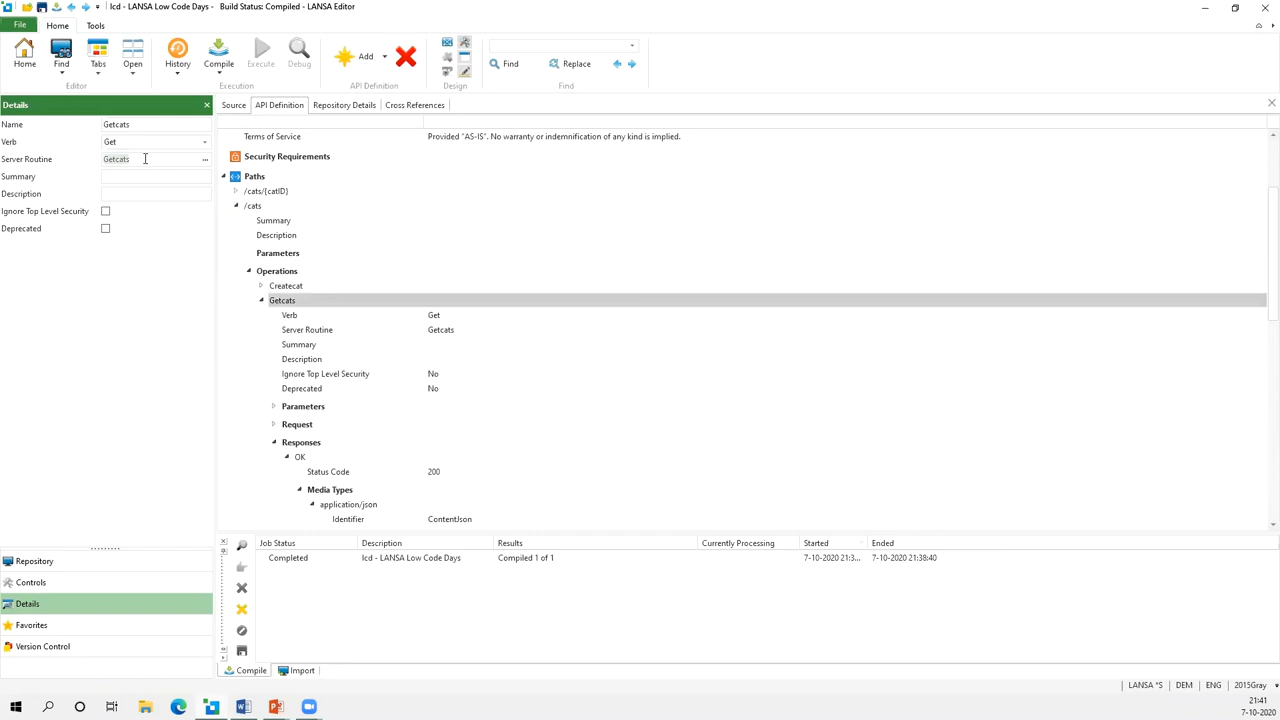 lcd - LANSA Low Code Days -    Build Status: Compiled - LANSA Editor
File Home Tools
Home Find Tabs Open History Compile Execute Debug Add Find Replace
Editor Execution API Definition Design Find
Details
Name Getcats
Verb Get
Server Routine Getcats ...
Summary
Description
Ignore Top Level Security
Deprecated
Repository
Controls
Details
Favorites
Version Control
Source API Definition Repository Details Cross References
Terms of Service Provided "AS-IS". No warranty or indemnification of any kind is implied.
Security Requirements
Paths
/cats/{catID}
/cats
Summary
Description
Parameters
Operations
Createcat
Getcats
Verb Get
Server Routine Getcats
Summary
Description
Ignore Top Level Security No
Deprecated No
Parameters
Request
Responses
OK
Status Code 200
Media Types
application/json
Identifier ContentJson
Job Status Description Results Currently Processing Started Ended
Completed lcd - LANSA Low Code Days Compiled 1 of 1 7-10-2020 21:3... 7-10-2020 21:38:40
Compile Import
LANSA *S DEM ENG 2015Gray
21:41
7-10-2020